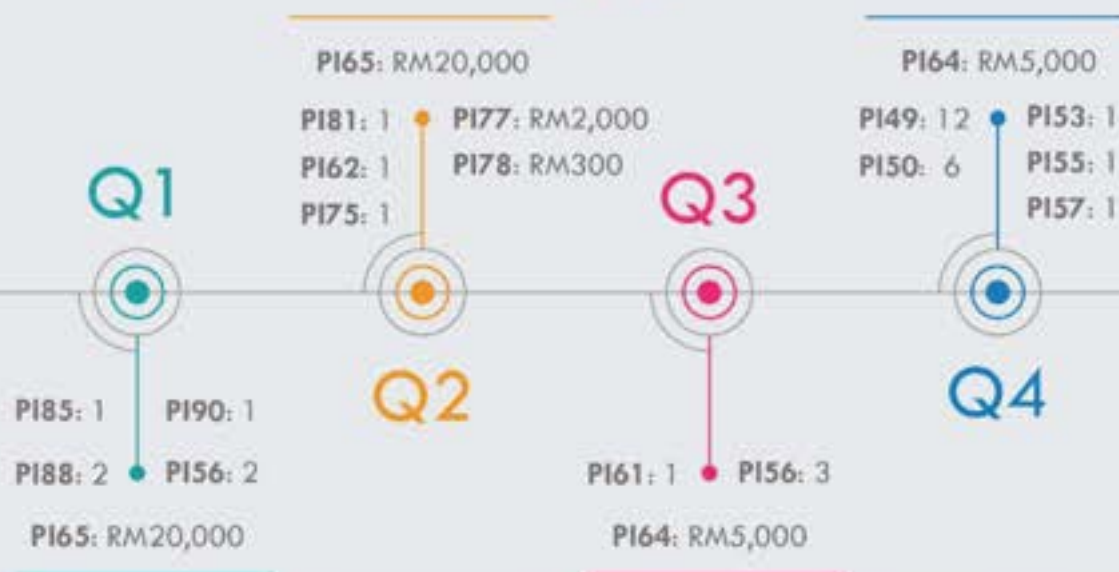 Q1
PI85: 1
PI90: 1
PI88: 2
PI56: 2
PI65: RM20,000
PI65: RM20,000
PI81: 1
PI77: RM2,000
PI62: 1
PI78: RM300
PI75: 1
Q2
Q3
PI61: 1
PI56: 3
PI64: RM5,000
PI64: RM5,000
PI49: 12
PI53: 1
PI50: 6
PI55: 1
PI57: 1
Q4